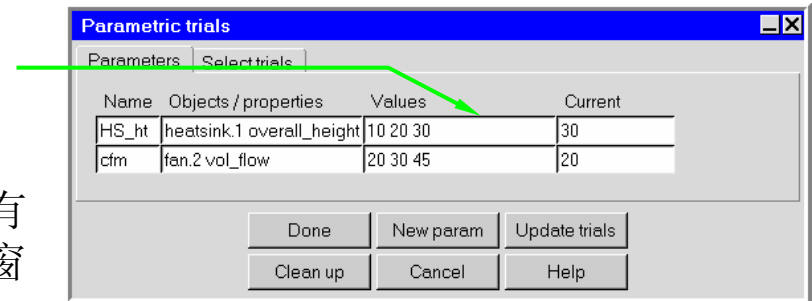 Parametric trials
Parameters Select trials
Name Objects / properties Values Current
HS_ht heatsink.1 overall_height 10 20 30 30
cfm fan.2 vol_flow 20 30 45 20
有
窗
Done New param Update trials
Clean up Cancel Help